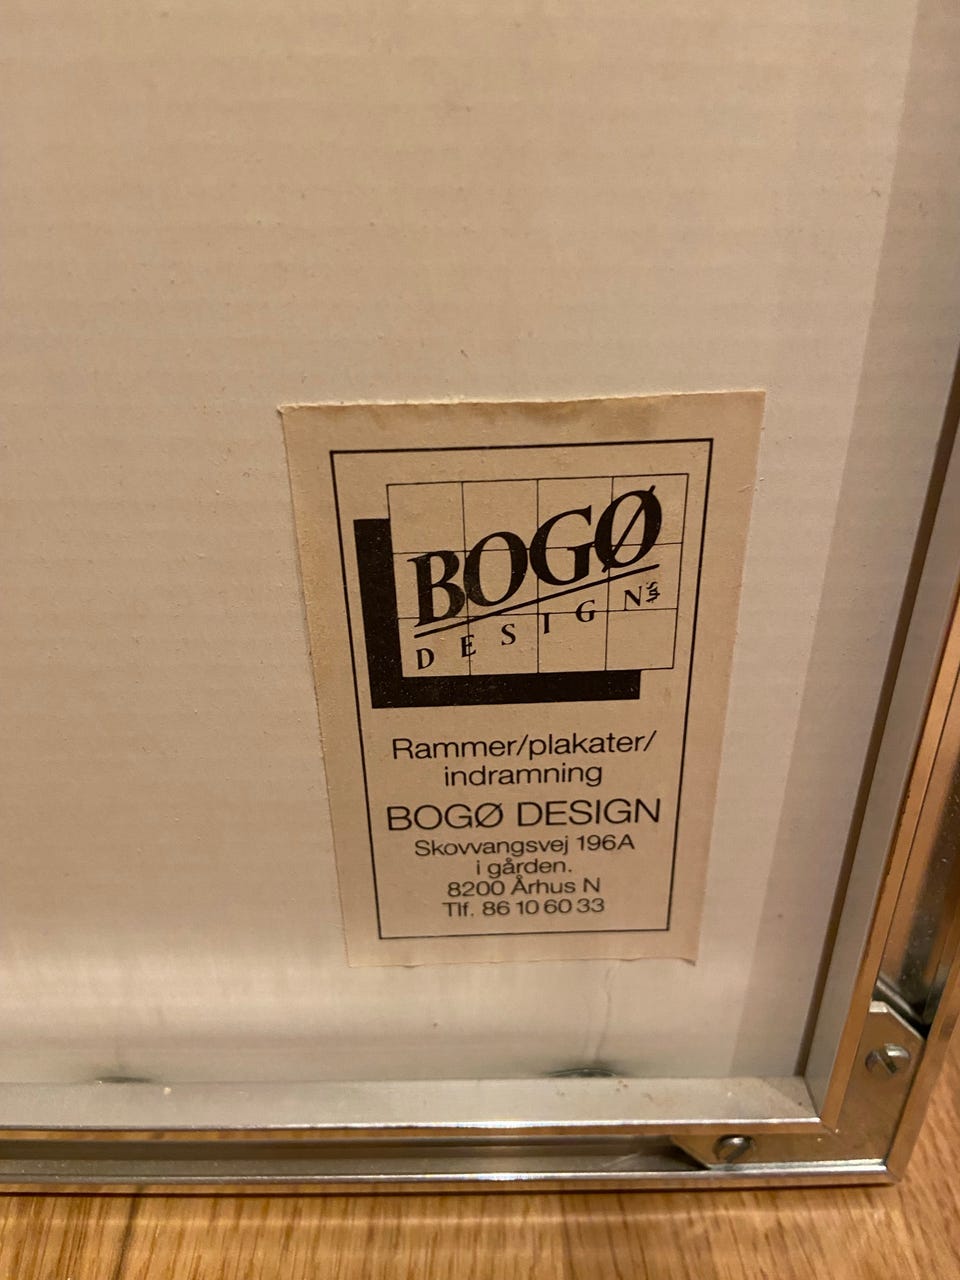 BOGØ
DESIGN
Rammer/plakater/
indramning
BOGØ DESIGN
Skovvangsvej 196A
i gården.
8200 Århus N
Tlf. 86 10 60 33